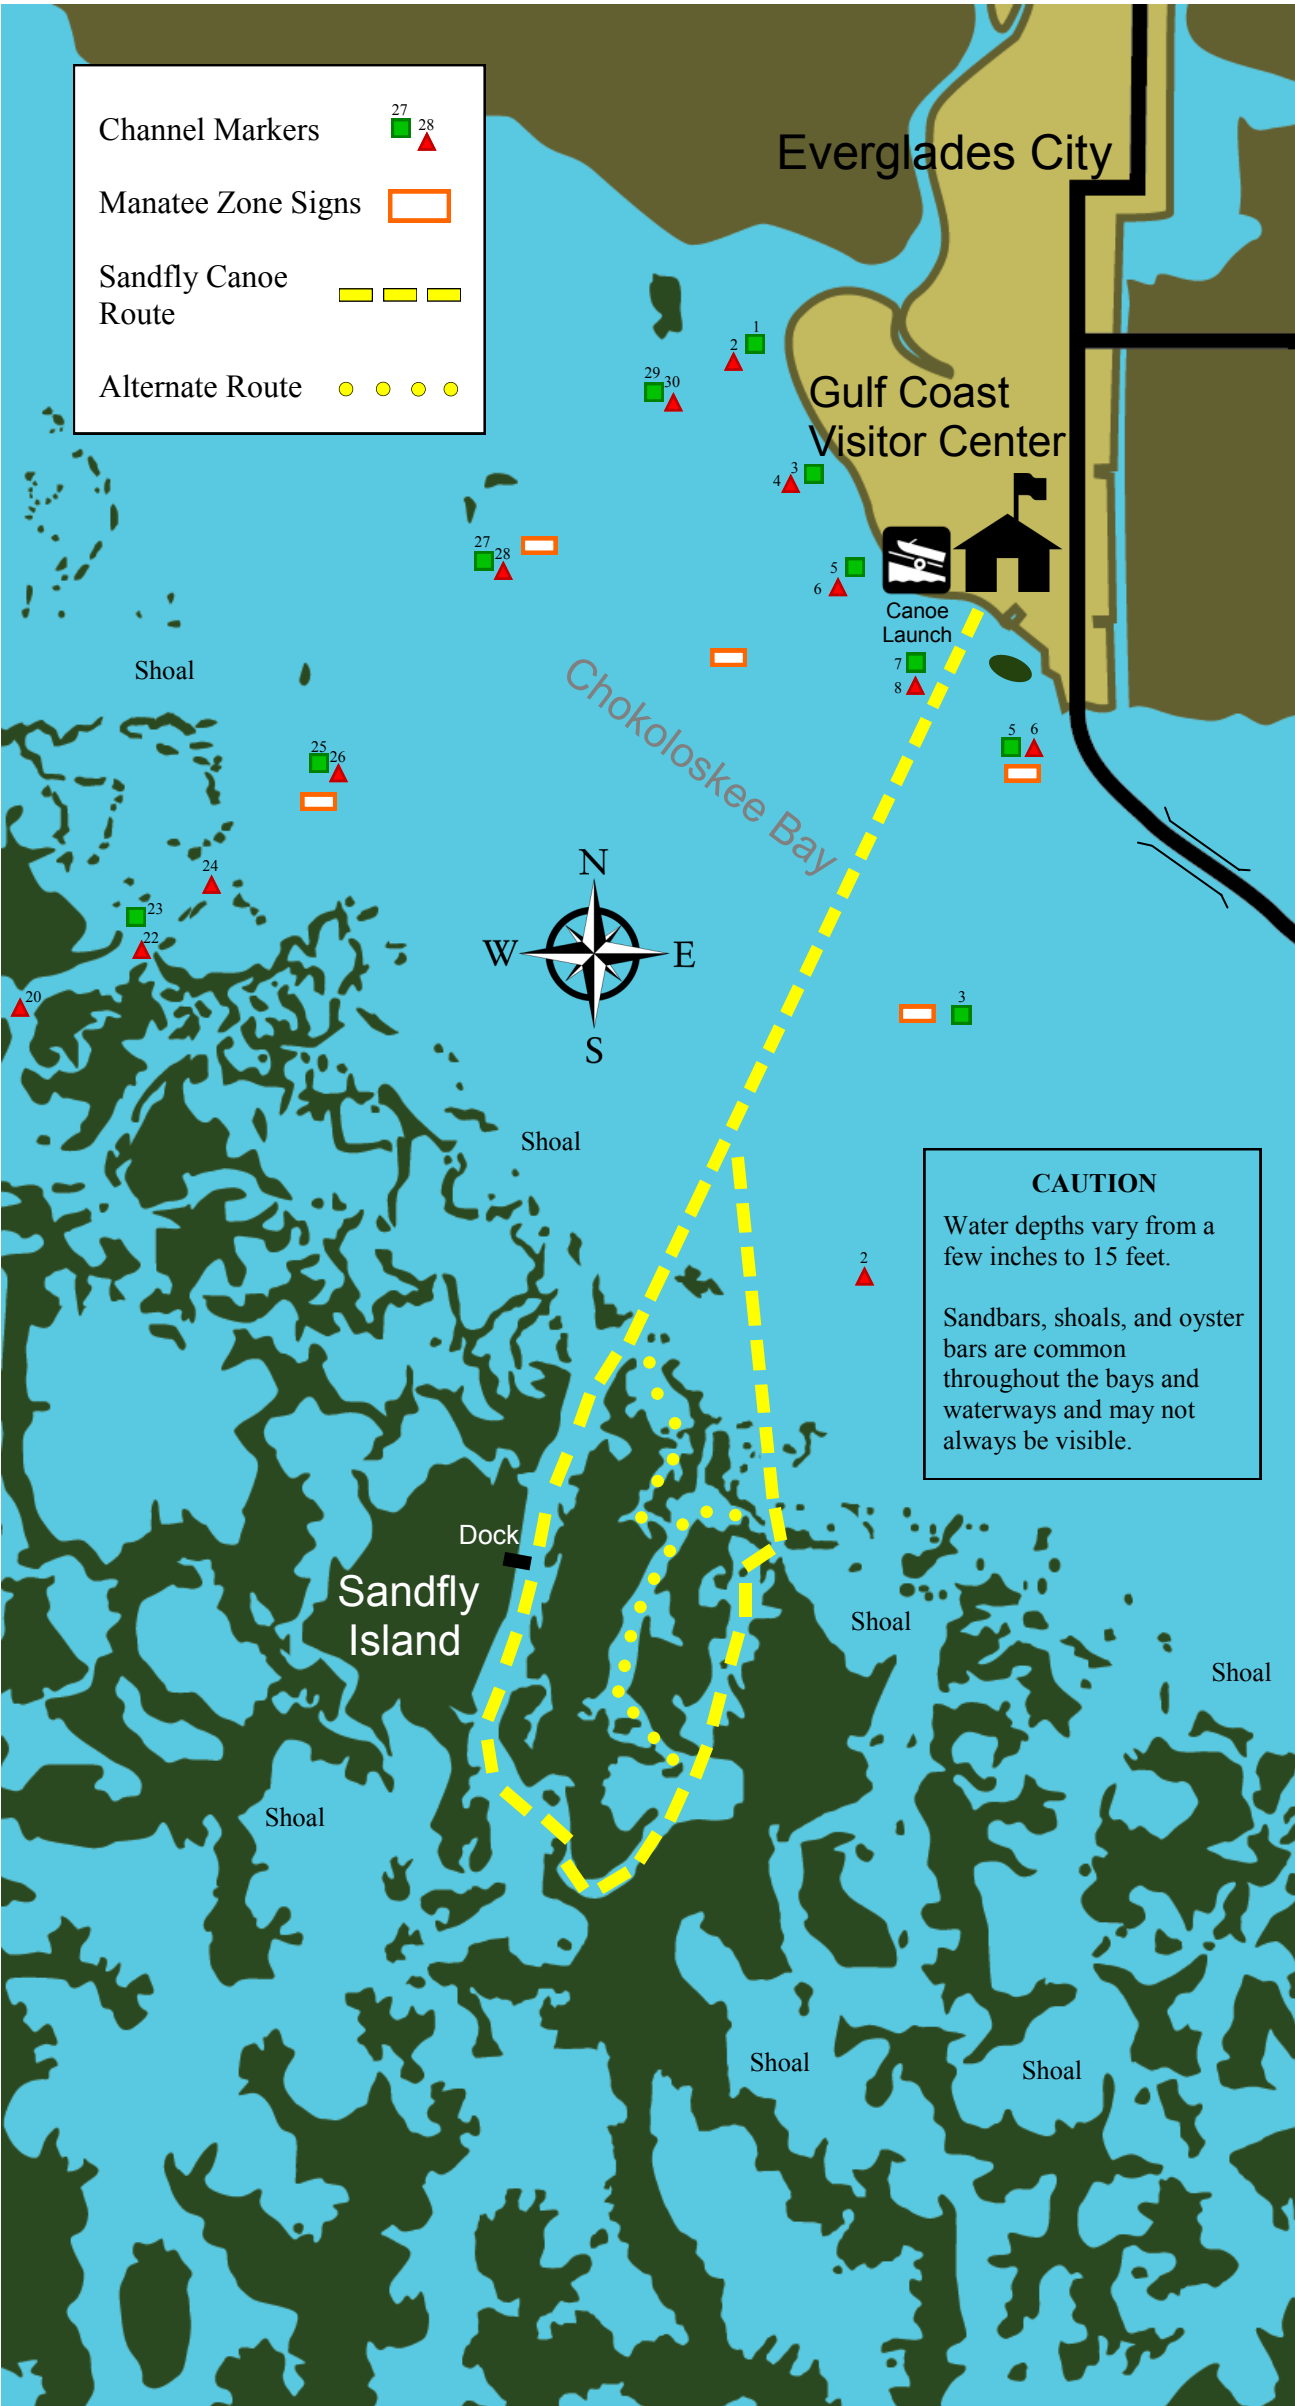 27
28
Channel Markers
Manatee Zone Signs
Sandfly Canoe
Route
Alternate Route
Everglades City
1
2
29
30
Gulf Coast
Visitor Center
3
4
27
28
5
6
Canoe
Launch
7
8
Shoal
Chokoloskee Bay
5
6
25
26
24
23
22
20
N
W
E
S
3
Shoal
CAUTION
Water depths vary from a
few inches to 15 feet.
Sandbars, shoals, and oyster
bars are common
throughout the bays and
waterways and may not
always be visible.
2
Dock
Sandfly
Island
Shoal
Shoal
Shoal
Shoal
Shoal